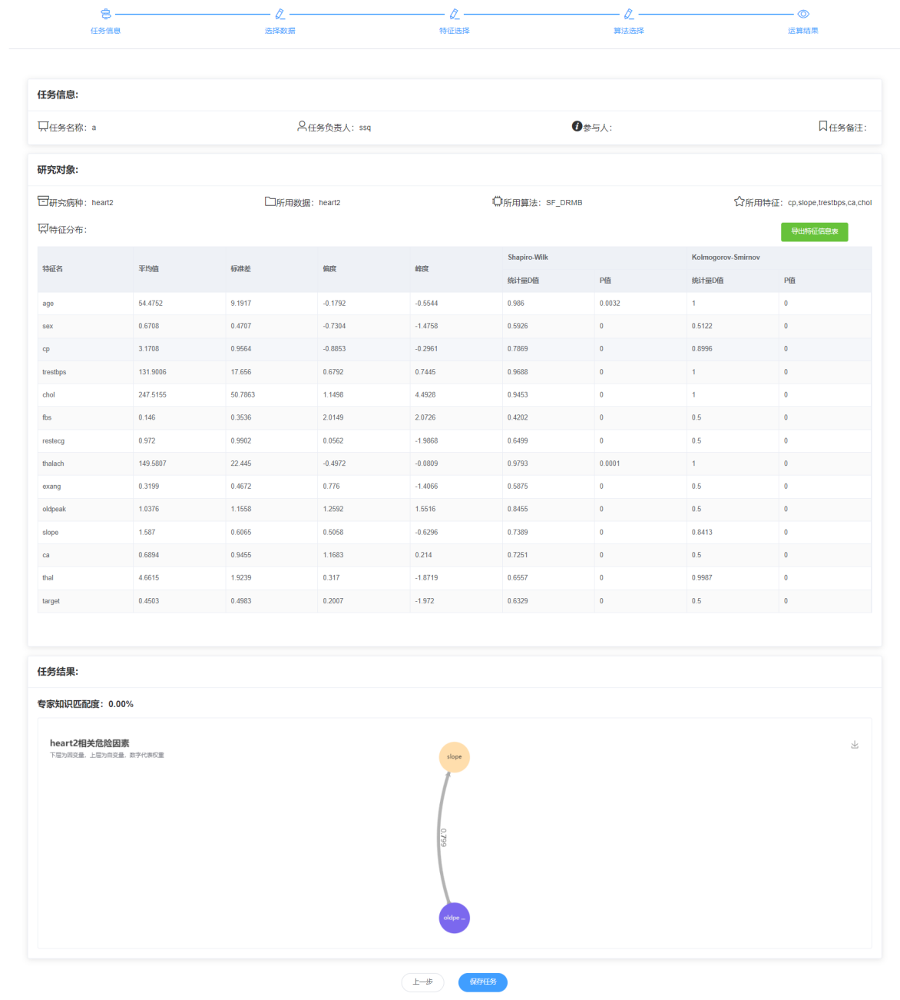 任务信息 选择数据 特征选择 算法选择 运算结果
任务信息:
任务名称: a 任务负责人: ssq 参与人: 任务备注:
研究对象:
研究病种: heart2 所用数据: heart2 所用算法: SF_DRMB 所用特征: cp,slope,trestbps,ca,chol
特征分布: 导出特征信息表
特征名 平均值 标准差 偏度 峰度 Shapiro-Wilk Kolmogorov-Smirnov
统计量D值 P值 统计量D值 P值
age 54.4752 9.1917 -0.1792 -0.5544 0.986 0.0032 1 0
sex 0.6708 0.4707 -0.7304 -1.4758 0.5926 0 0.5122 0
cp 3.1708 0.9564 -0.8853 -0.2961 0.7869 0 0.8996 0
trestbps 131.9006 17.656 0.6792 0.7445 0.9688 0 1 0
chol 247.5155 50.7863 1.1498 4.4928 0.9453 0 1 0
fbs 0.146 0.3536 2.0149 2.0726 0.4202 0 0.5 0
restecg 0.972 0.9902 0.0562 -1.9868 0.6499 0 0.5 0
thalach 149.5807 22.445 -0.4972 -0.0809 0.9793 0.0001 1 0
exang 0.3199 0.4672 0.776 -1.4066 0.5875 0 0.5 0
oldpeak 1.0376 1.1558 1.2592 1.5516 0.8455 0 0.5 0
slope 1.587 0.6065 0.5058 -0.6296 0.7389 0 0.8413 0
ca 0.6894 0.9455 1.1683 0.214 0.7251 0 0.5 0
thal 4.6615 1.9239 0.317 -1.8719 0.6557 0 0.9987 0
target 0.4503 0.4983 0.2007 -1.972 0.6329 0 0.5 0
任务结果:
专家知识匹配度: 0.00%
heart2相关危险因素
下层为因变量, 上层为自变量, 数字代表权重
slope
0.799
oldpe ...
上一步 保存任务